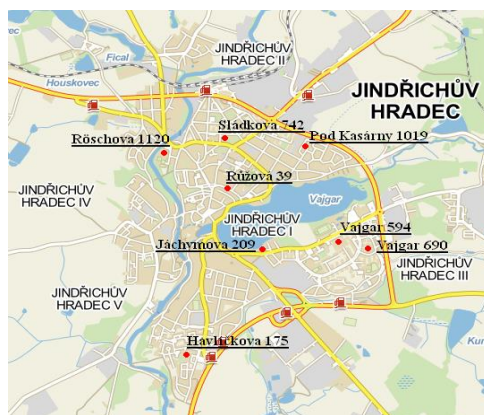 JINDŘICHŮV
HRADEC II
Fical
Houskovec
JINDŘICHŮV
HRADEC
Sládkova 742
Pod Kasárny 1019
Röschova 1120
Růžová 39
JINDŘICHŮV
HRADEC IV
Vajgar
JINDŘICHŮV
HRADEC I
Vajgar 594
Jáchymova 209
Vajgar 690
JINDŘICHŮV
HRADEC III
JINDŘICHŮV
HRADEC V
Havlíčkova 175